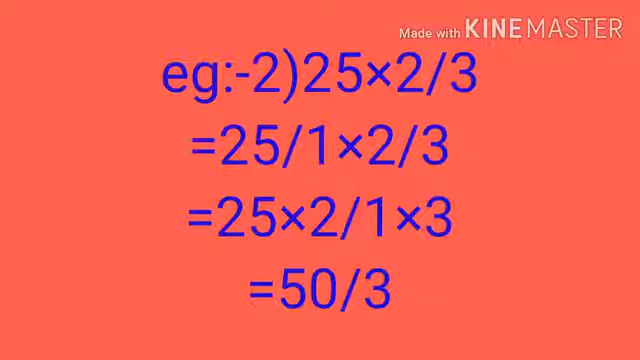 Made with KINEMASTER
eg:-2)25×2/3
=25/1×2/3
=25×2/1×3
=50/3